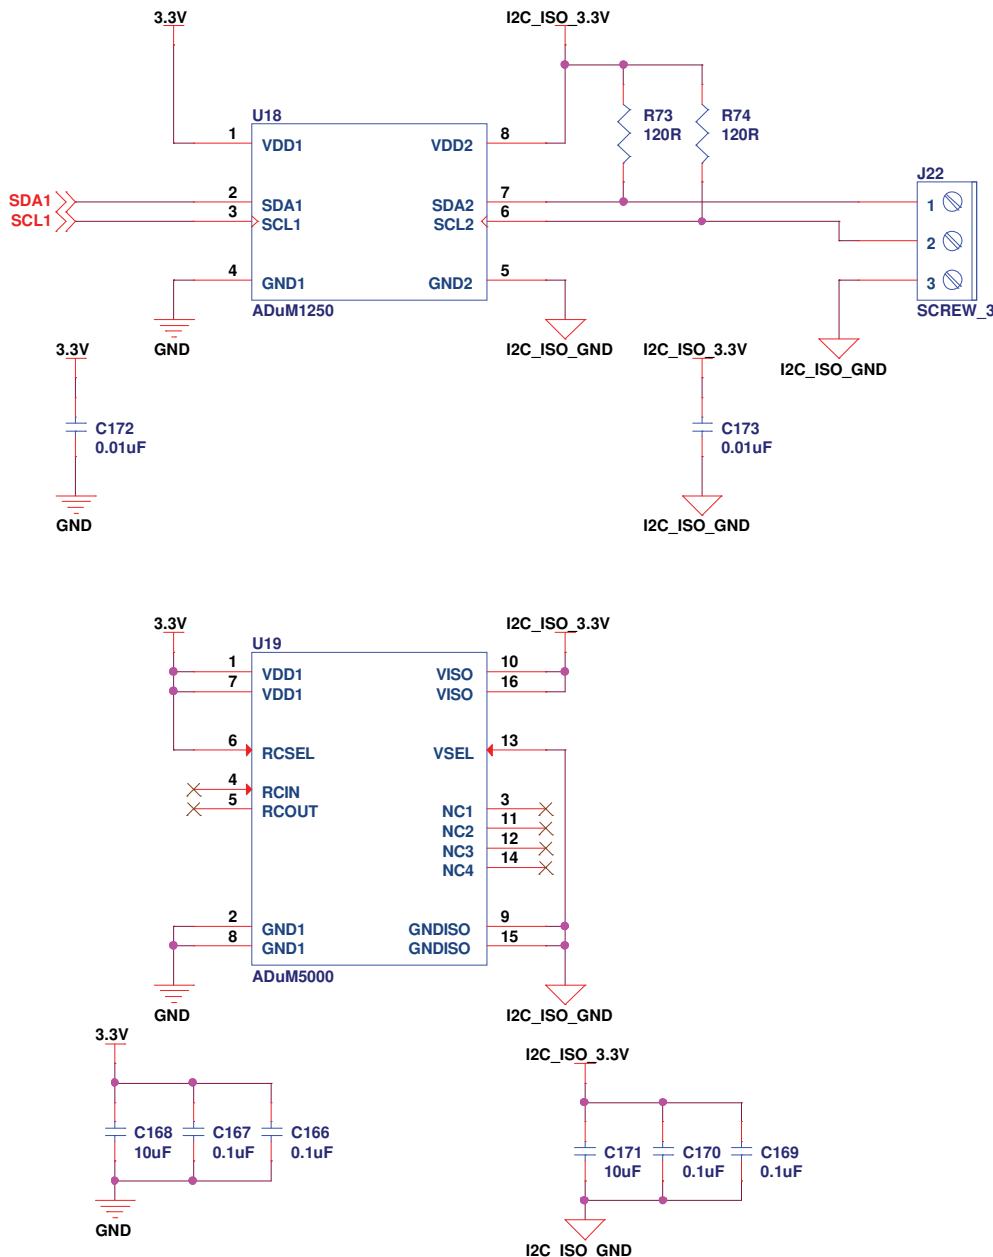 3.3V
I2C_ISO_3.3V
U18
1 VDD1
VDD2 8
R73
120R
R74
120R
J22
SDA1
2 SDA1
SDA2 7
1
SCL1
3 SCL1
SCL2 6
2
4 GND1
GND2 5
3
ADuM1250
SCREW_3
GND
I2C_ISO_GND
I2C_ISO_GND
3.3V
I2C_ISO_3.3V
C172
0.01uF
C173
0.01uF
GND
I2C_ISO_GND
3.3V
I2C_ISO_3.3V
U19
1 VDD1
VISO 10
7 VDD1
VISO 16
6 RCSEL
VSEL 13
4 RCIN
5 RCOUT
NC1 3
NC2 11
NC3 12
NC4 14
2 GND1
GNDISO 9
8 GND1
GNDISO 15
ADuM5000
GND
I2C_ISO_GND
3.3V
I2C_ISO_3.3V
C168
10uF
C167
0.1uF
C166
0.1uF
C171
10uF
C170
0.1uF
C169
0.1uF
GND
I2C_ISO_GND